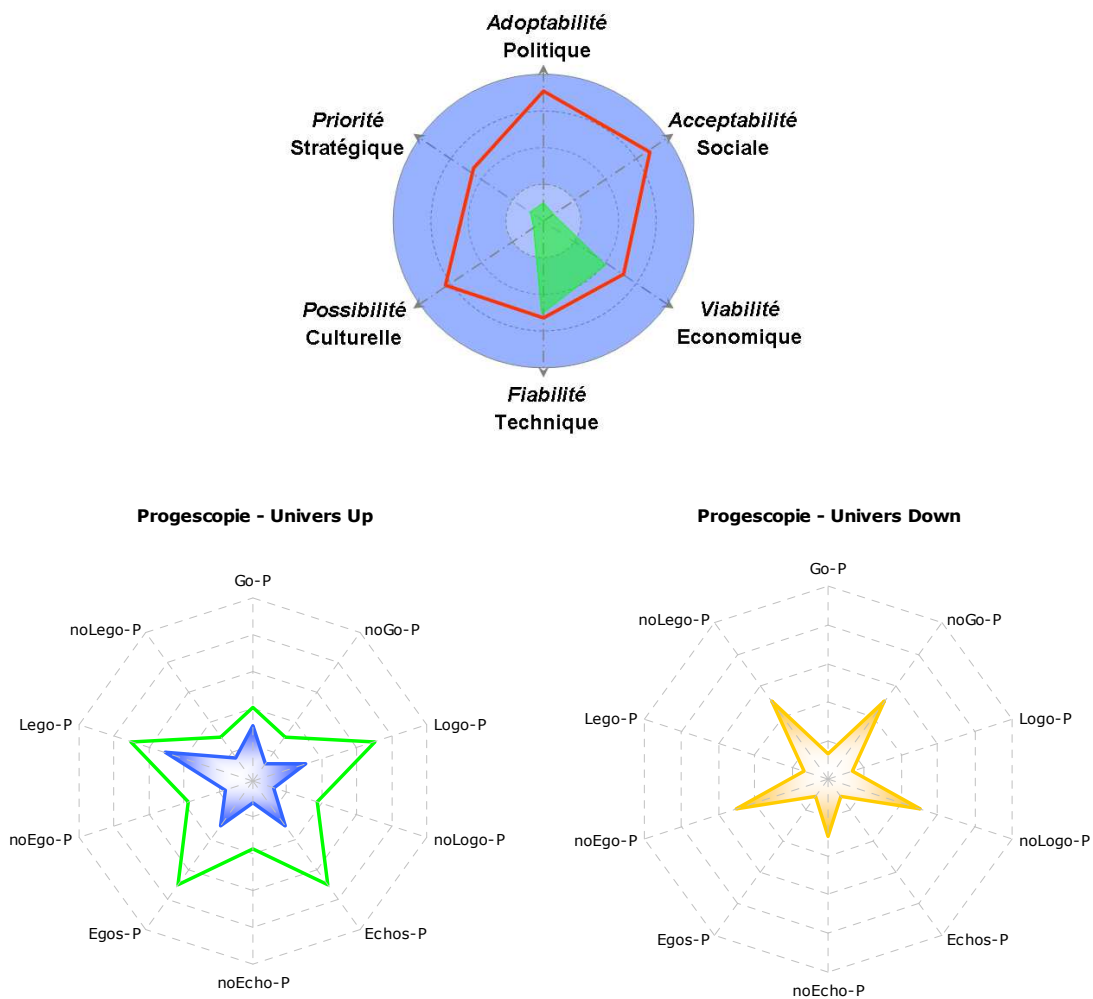 Adoptabilité
Politique
Priorité
Stratégique
Acceptabilité
Sociale
Possibilité
Culturelle
Viabilité
Economique
Fiabilité
Technique
Progescopie - Univers Up
Go-P
noLego-P
noGo-P
Lego-P
Logo-P
noEgo-P
noLogo-P
Egos-P
Echos-P
noEcho-P
Progescopie - Univers Down
Go-P
noLego-P
noGo-P
Lego-P
Logo-P
noEgo-P
noLogo-P
Egos-P
Echos-P
noEcho-P